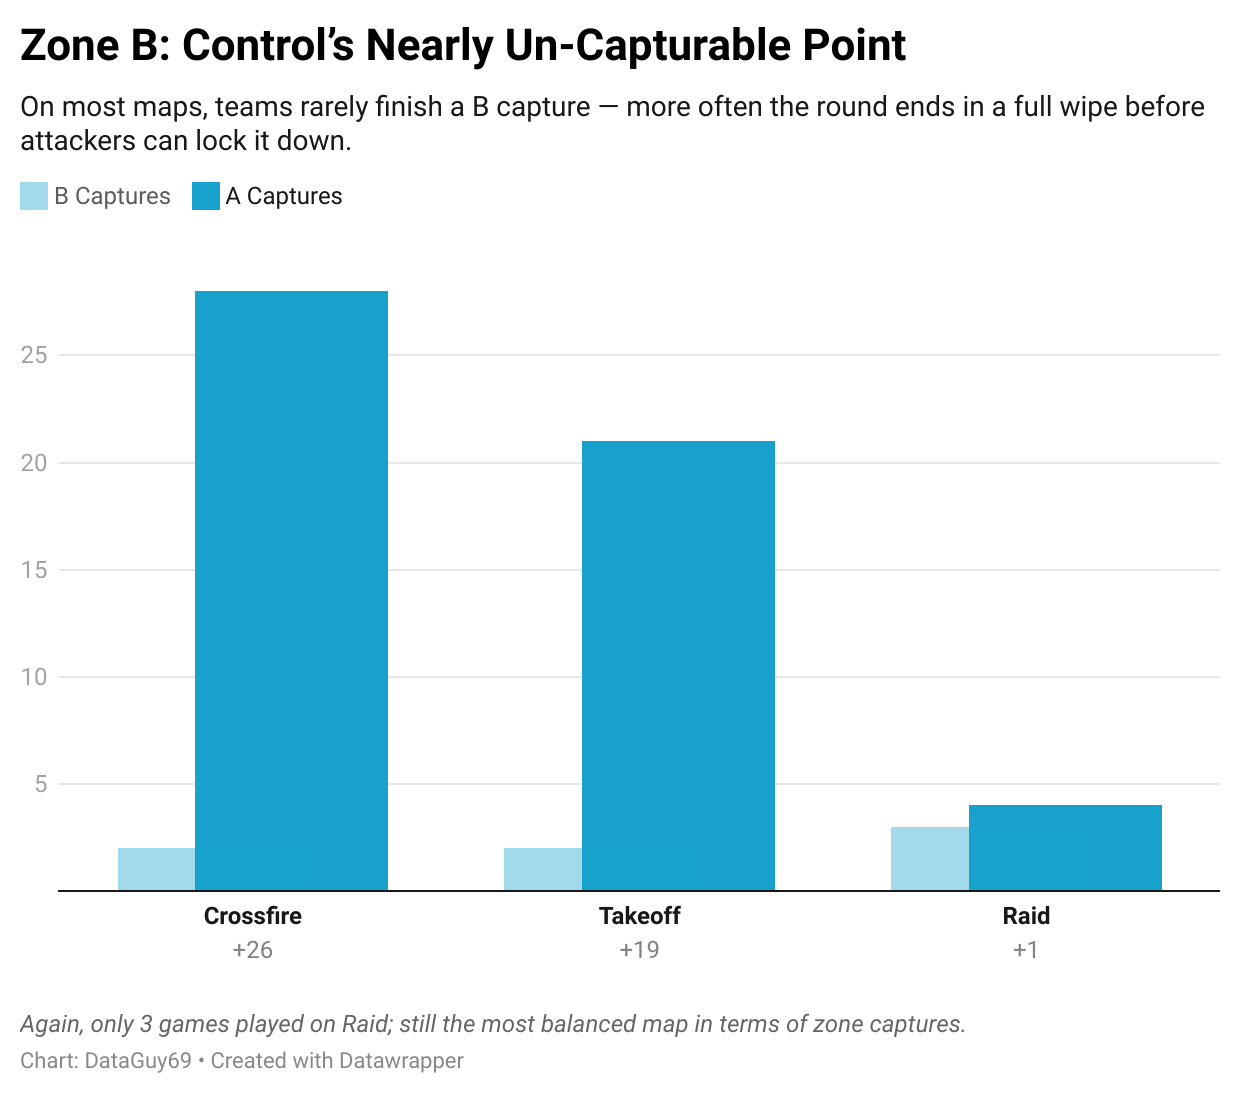 Zone B: Control’s Nearly Un-Capturable Point
On most maps, teams rarely finish a B capture — more often the round ends in a full wipe before
attackers can lock it down.
B Captures A Captures
25
20
15
10
5
Crossfire Takeoff Raid
+26 +19 +1
Again, only 3 games played on Raid; still the most balanced map in terms of zone captures.
Chart: DataGuy69 • Created with Datawrapper